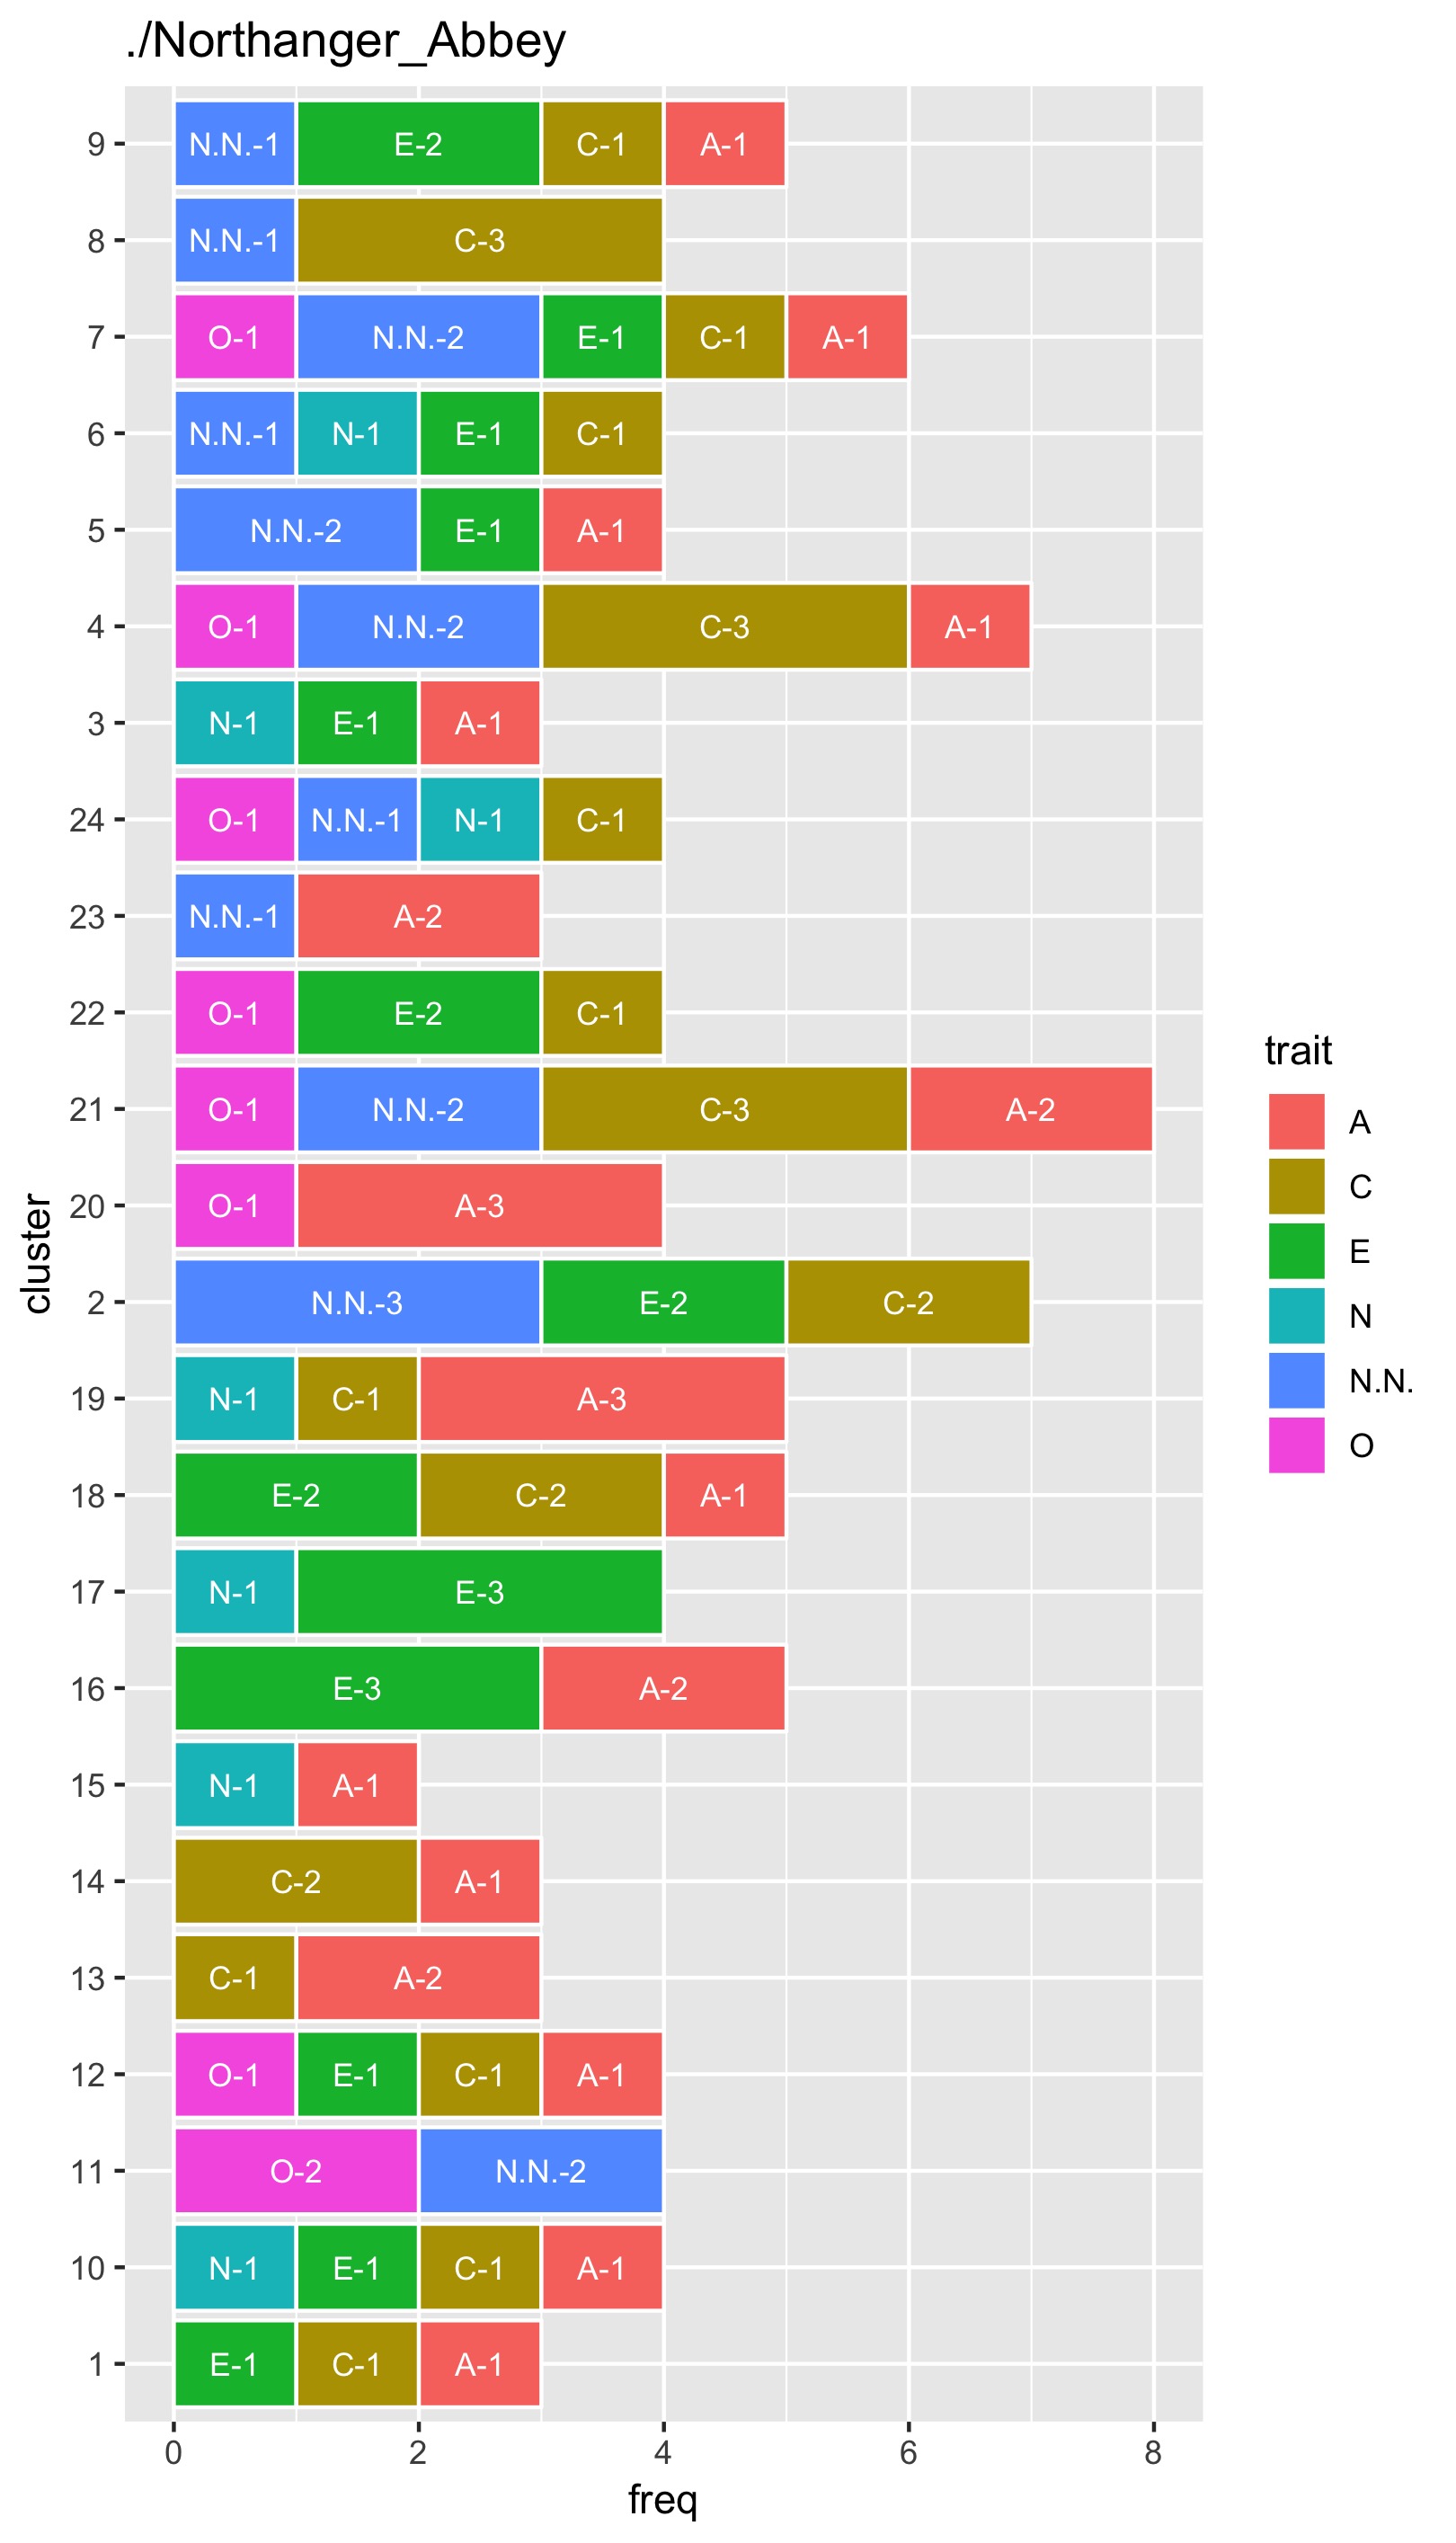 ./Northanger_Abbey
9 N.N.-1 E-2 C-1 A-1
8 N.N.-1 C-3
7 O-1 N.N.-2 E-1 C-1 A-1
6 N.N.-1 N-1 E-1 C-1
5 N.N.-2 E-1 A-1
4 O-1 N.N.-2 C-3 A-1
3 N-1 E-1 A-1
24 O-1 N.N.-1 N-1 C-1
23 N.N.-1 A-2
22 O-1 E-2 C-1
21 O-1 N.N.-2 C-3 A-2
20 O-1 A-3
2 N.N.-3 E-2 C-2
19 N-1 C-1 A-3
18 E-2 C-2 A-1
17 N-1 E-3
16 E-3 A-2
15 N-1 A-1
14 C-2 A-1
13 C-1 A-2
12 O-1 E-1 C-1 A-1
11 O-2 N.N.-2
10 N-1 E-1 C-1 A-1
1 E-1 C-1 A-1
0 2 4 6 8
freq
cluster
trait
A
C
E
N
N.N.
O